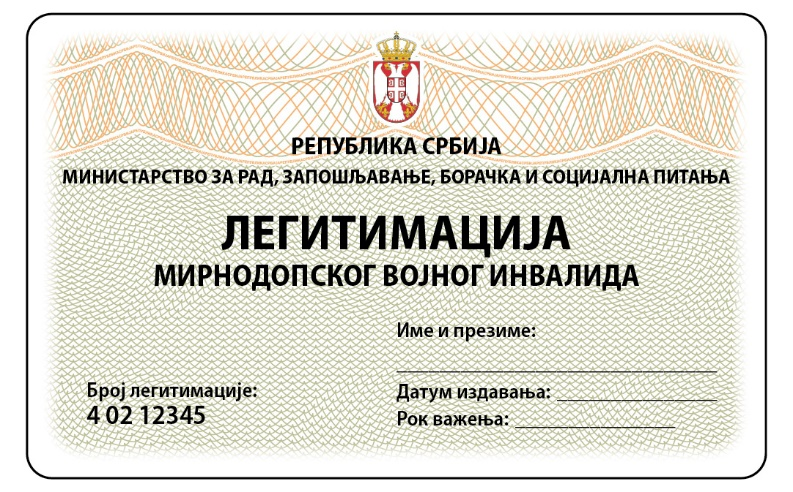 РЕПУБЛИКА СРБИЈА
МИНИСТАРСТВО ЗА РАД, ЗАПОШЉАВАЊЕ, БОРАЧКА И СОЦИЈАЛНА ПИТАЊА
ЛЕГИТИМАЦИЈА
МИРНОДОПСКОГ ВОЈНОГ ИНВАЛИДА
Име и презиме:
Број легитимације:
4 02 12345
Датум издавања:
Рок важења: